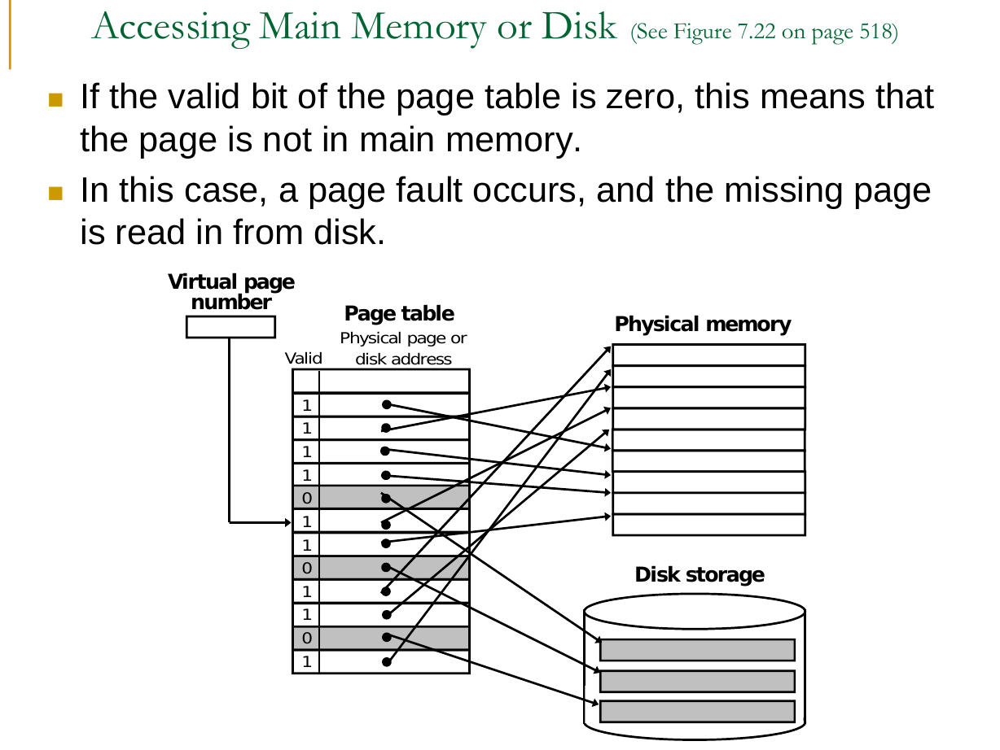 Accessing Main Memory or Disk (See Figure 7.22 on page 518)
If the valid bit of the page table is zero, this means that
the page is not in main memory.
In this case, a page fault occurs, and the missing page
is read in from disk.
Virtual page
number
Page table
Physical page or
disk address
Valid
Physical memory
1
1
1
1
0
1
1
0
1
1
0
1
Disk storage